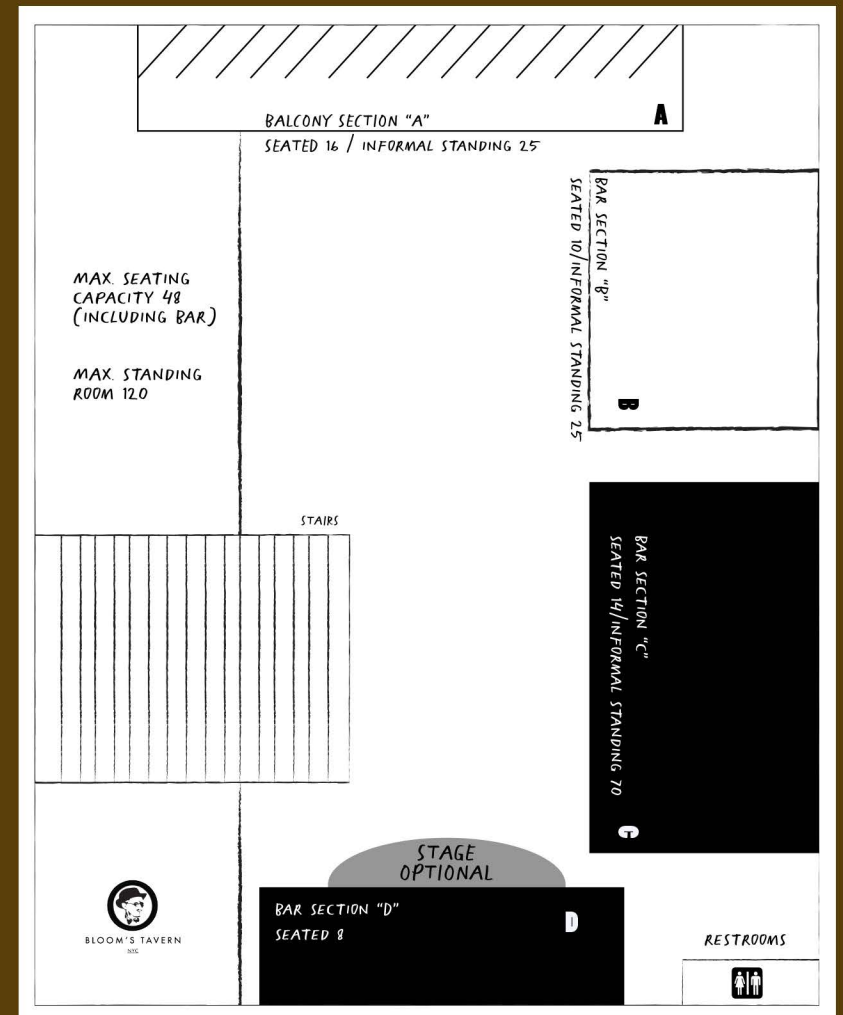 BALCONY SECTION "A"
A
SEATED 16 / INFORMAL STANDING 25
BAR SECTION "B"
SEATED 10/INFORMAL STANDING 25
B
MAX. SEATING
CAPACITY 48
(INCLUDING BAR)
MAX. STANDING
ROOM 120
STAIRS
BAR SECTION "C"
SEATED 14/INFORMAL STANDING 70
C
STAGE
OPTIONAL
BAR SECTION "D"
D
SEATED 8
BLOOM'S TAVERN
NYC
RESTROOMS